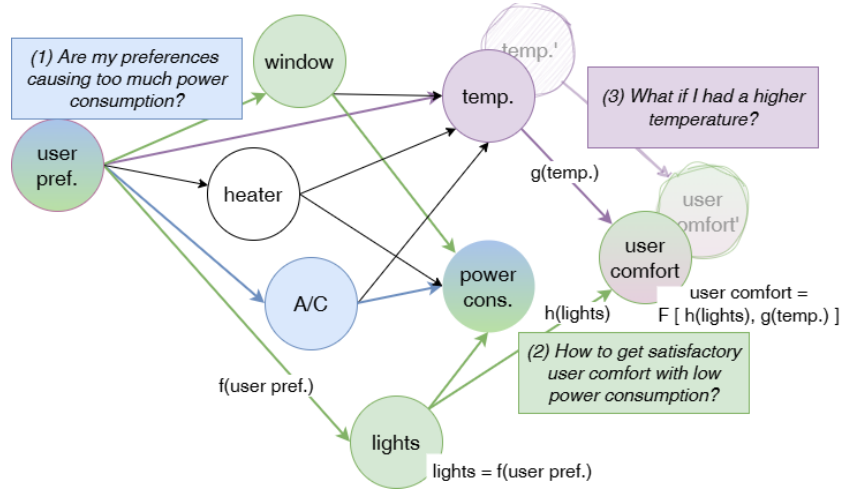 (1) Are my preferences
causing too much power
consumption?
window
temp.'
temp.
(3) What if I had a higher
temperature?
user
pref.
heater
g(temp.)
user
omfort'
user
comfort
A/C
power
cons.
h(lights)
user comfort =
F [ h(lights), g(temp.) ]
(2) How to get satisfactory
user comfort with low
power consumption?
f(user pref.)
lights
lights = f(user pref.)